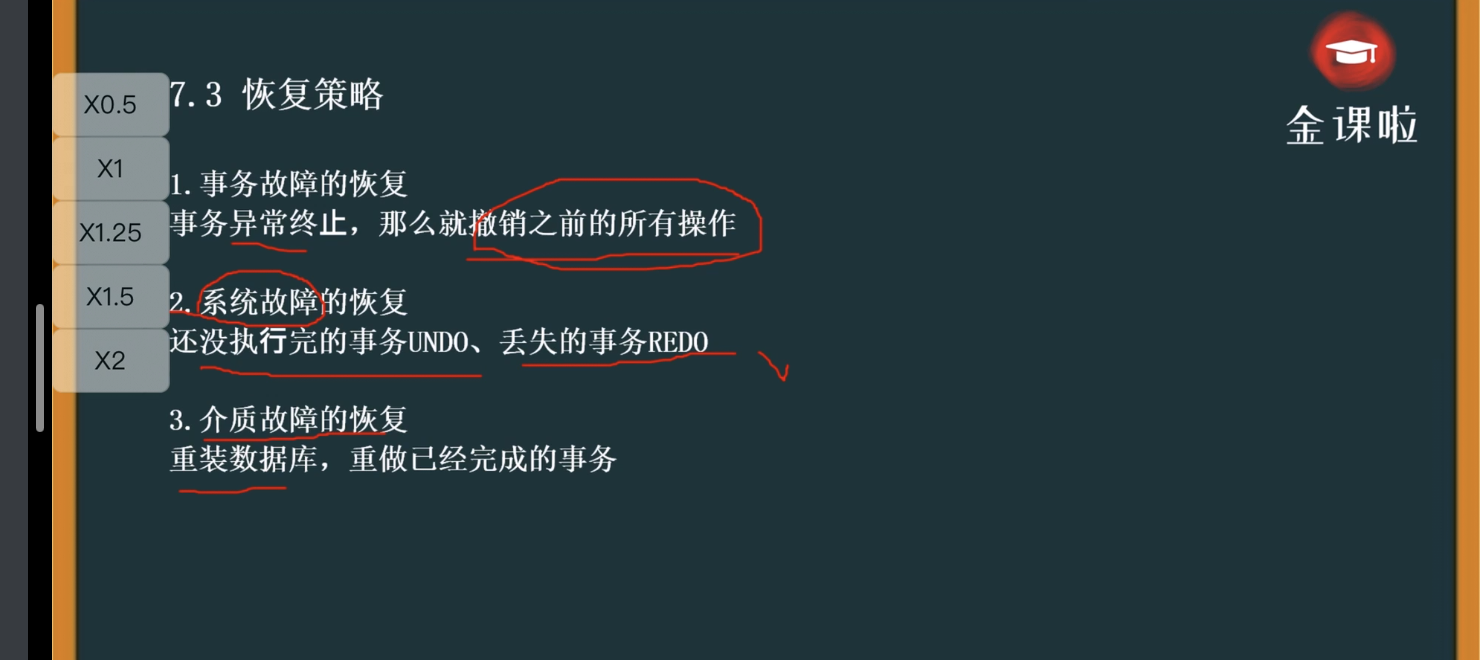 7.3 恢复策略
金课啦
X0.5
X1
X1.25
X1.5
X2
1.事务故障的恢复
事务异常终止，那么就撤销之前的所有操作
2.系统故障的恢复
还没执行完的事务UNDO、丢失的事务REDO
3.介质故障的恢复
重装数据库，重做已经完成的事务